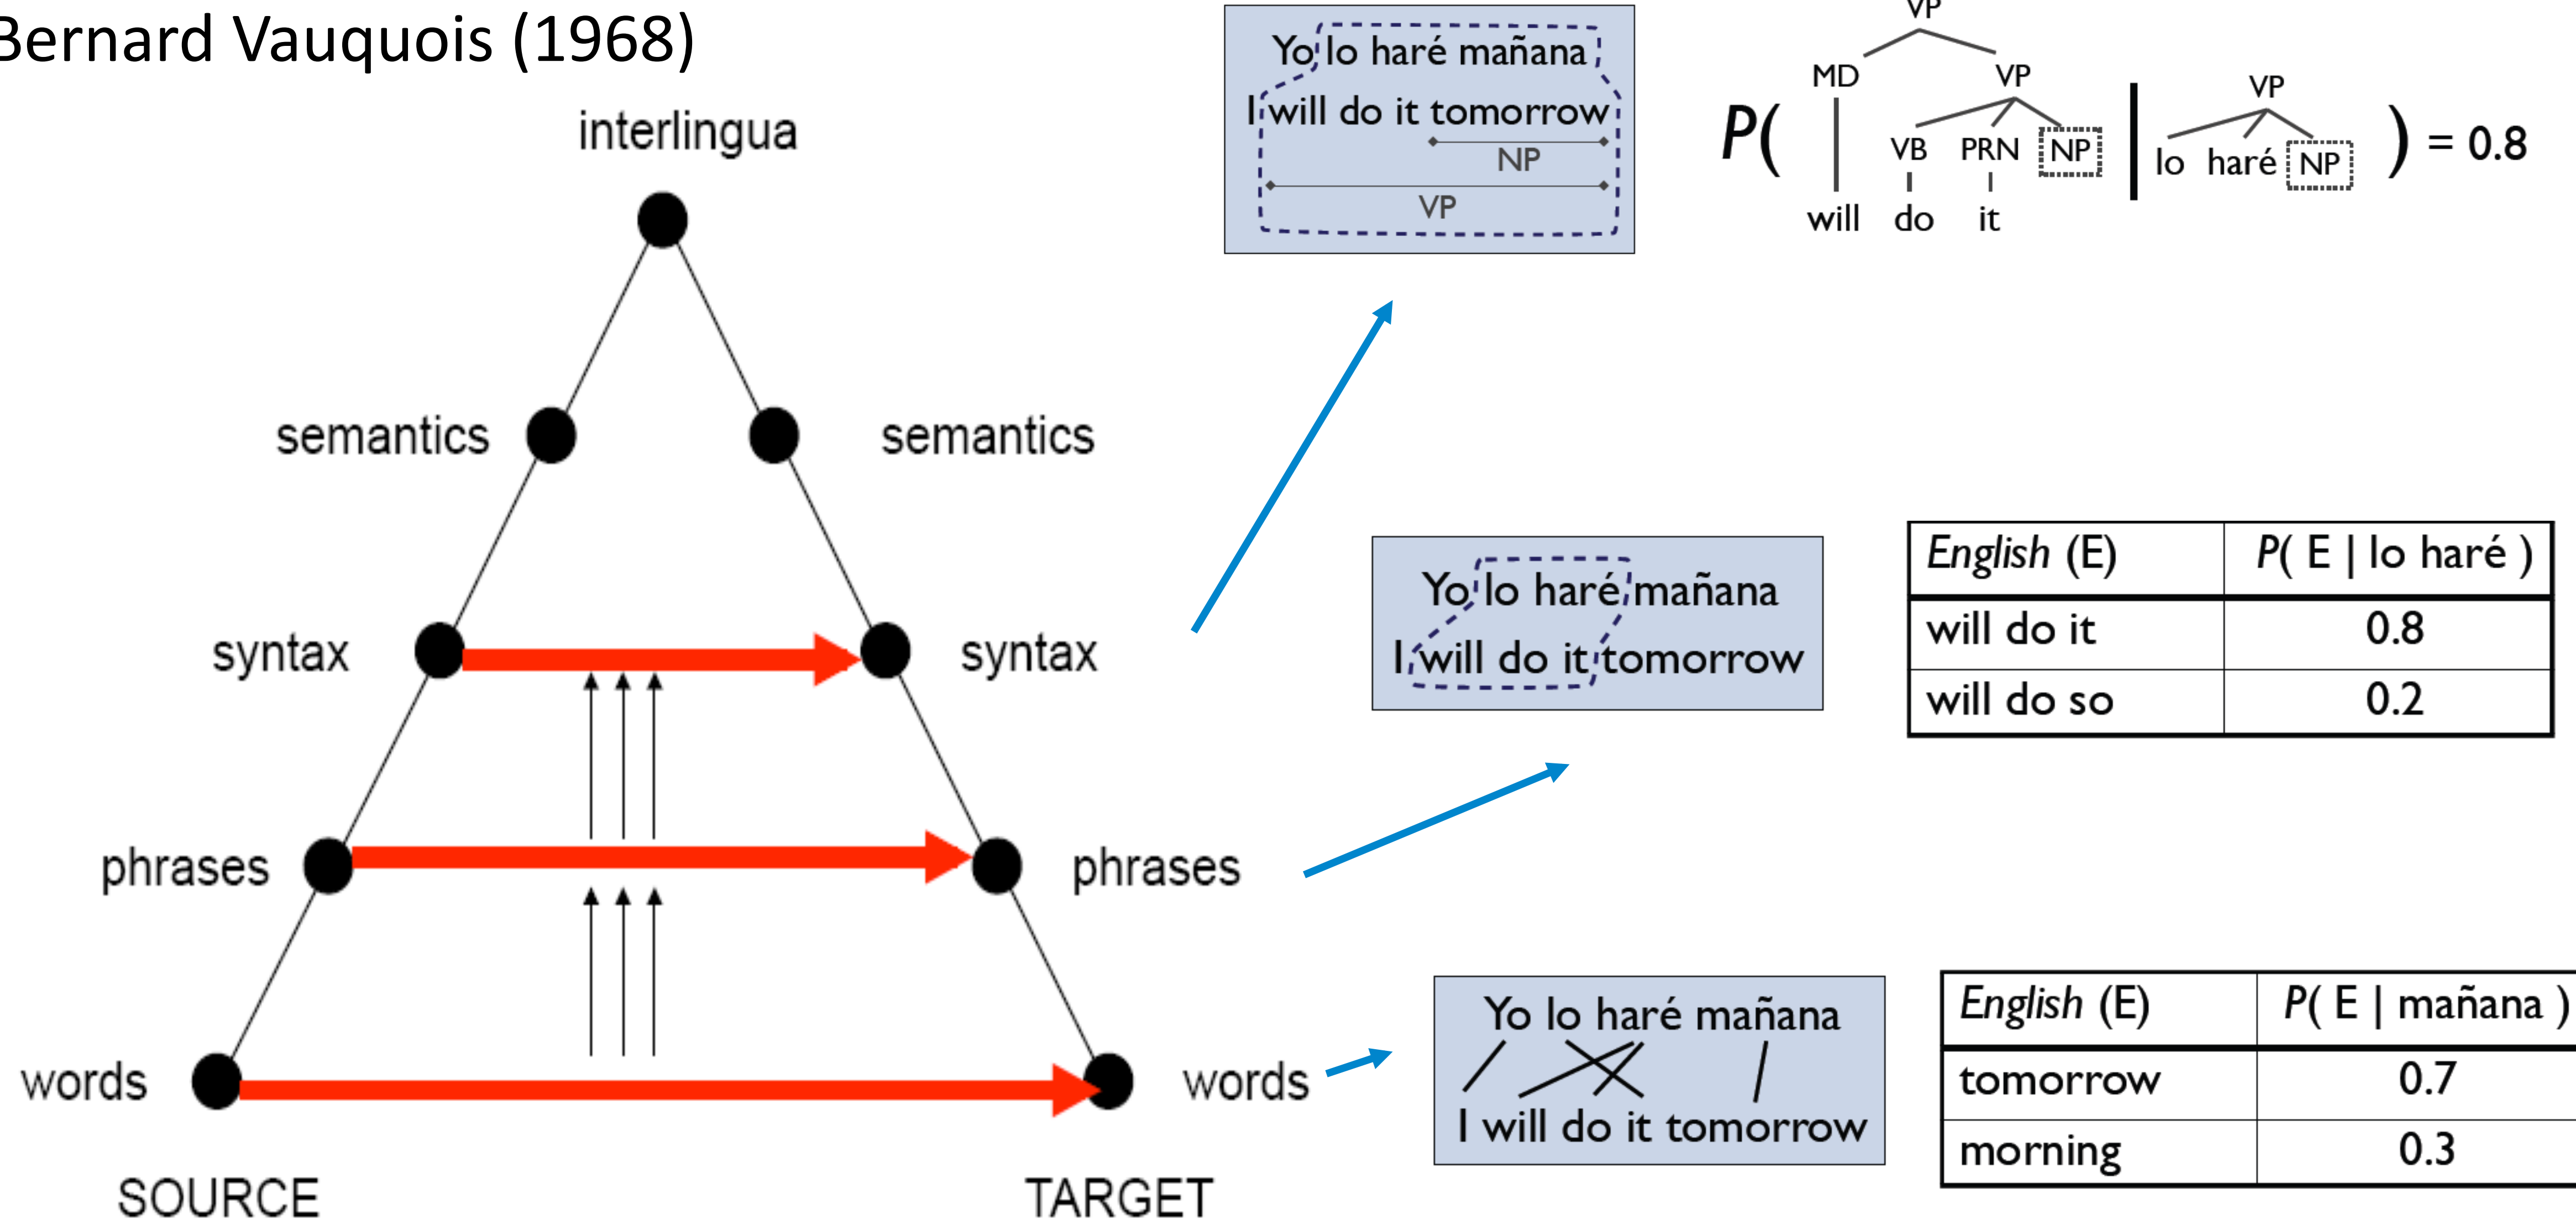 Bernard Vauquois (1968)
interlingua
semantics semantics
syntax syntax
phrases phrases
words words
SOURCE TARGET
Yo lo haré mañana
I will do it tomorrow
NP
VP
VP
MD VP VP
P( VB PRN NP | lo haré NP ) = 0.8
will do it
Yo lo haré mañana
I will do it tomorrow
English (E) P( E | lo haré )
will do it 0.8
will do so 0.2
Yo lo haré mañana
I will do it tomorrow
English (E) P( E | mañana )
tomorrow 0.7
morning 0.3